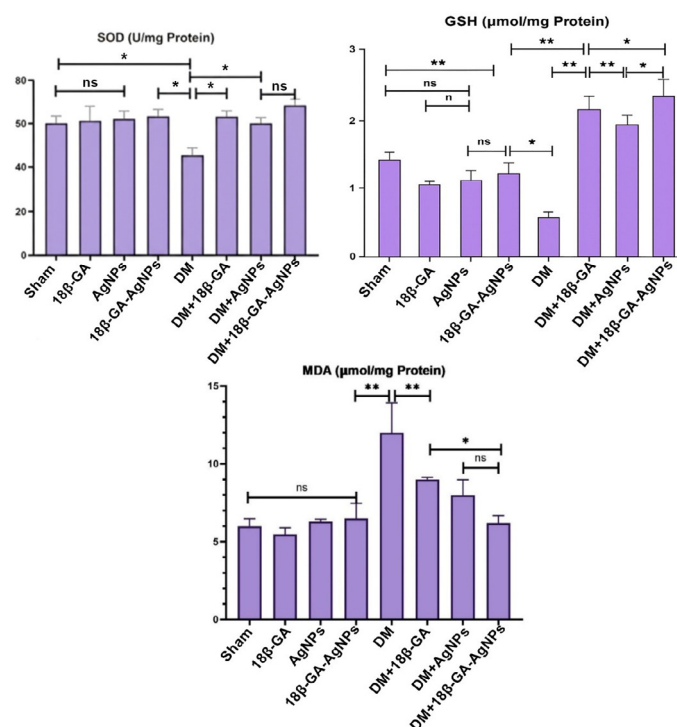 SOD (U/mg Protein)
*
*
ns
*
*
ns
80
60
40
20
0
Sham
18β-GA
AgNPs
18β-GA-AgNPs
DM
DM+18β-GA
DM+AgNPs
DM+18β-GA-AgNPs
GSH (µmol/mg Protein)
**
*
**
**
**
*
ns
n
ns
*
3
2
1
0
Sham
18β-GA
AgNPs
18β-GA-AgNPs
DM
DM+18β-GA
DM+AgNPs
DM+18β-GA-AgNPs
MDA (µmol/mg Protein)
**
**
*
ns
ns
15
10
5
0
Sham
18β-GA
AgNPs
18β-GA-AgNPs
DM
DM+18β-GA
DM+AgNPs
DM+18β-GA-AgNPs